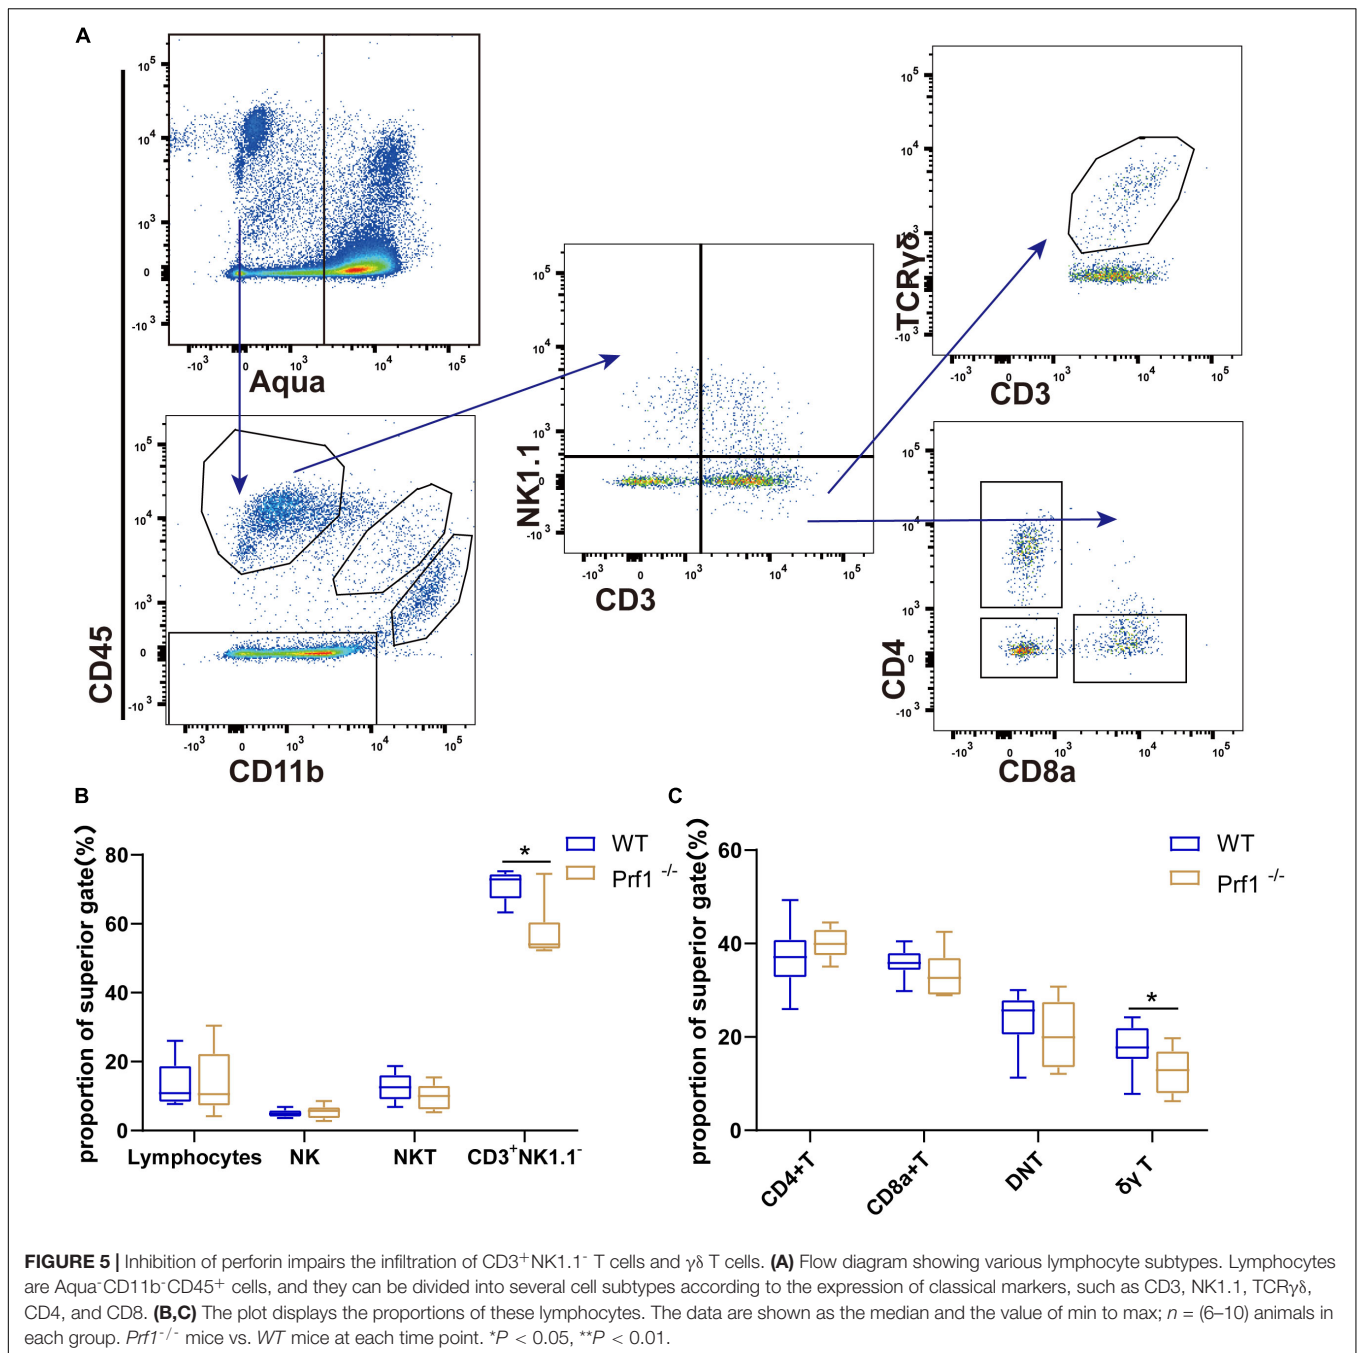 A
10^5
10^4
10^3
0
-10^3
-10^3 0 10^3 10^4 10^5
Aqua
CD45
10^5
10^4
10^3
0
-10^3
-10^3 0 10^3 10^4 10^5
CD11b
10^5
10^4
10^3
0
-10^3
NK1.1
-10^3 0 10^3 10^4 10^5
CD3
10^5
10^4
10^3
0
-10^3
TCRγδ
-10^3 0 10^3 10^4 10^5
CD3
10^5
10^4
10^3
0
-10^3
CD4
-10^3 0 10^3 10^4 10^5
CD8a
B
proportion of superior gate(%)
80
60
40
20
0
*
WT
Prf1 -/-
Lymphocytes NK NKT CD3+NK1.1-
C
proportion of superior gate(%)
60
40
20
0
*
WT
Prf1 -/-
CD4+T CD8a+T DNT δγ T
FIGURE 5 | Inhibition of perforin impairs the infiltration of CD3+NK1.1- T cells and γδ T cells. (A) Flow diagram showing various lymphocyte subtypes. Lymphocytes
are Aqua-CD11b-CD45+ cells, and they can be divided into several cell subtypes according to the expression of classical markers, such as CD3, NK1.1, TCRγδ,
CD4, and CD8. (B,C) The plot displays the proportions of these lymphocytes. The data are shown as the median and the value of min to max; n = (6–10) animals in
each group. Prf1-/- mice vs. WT mice at each time point. *P < 0.05, **P < 0.01.